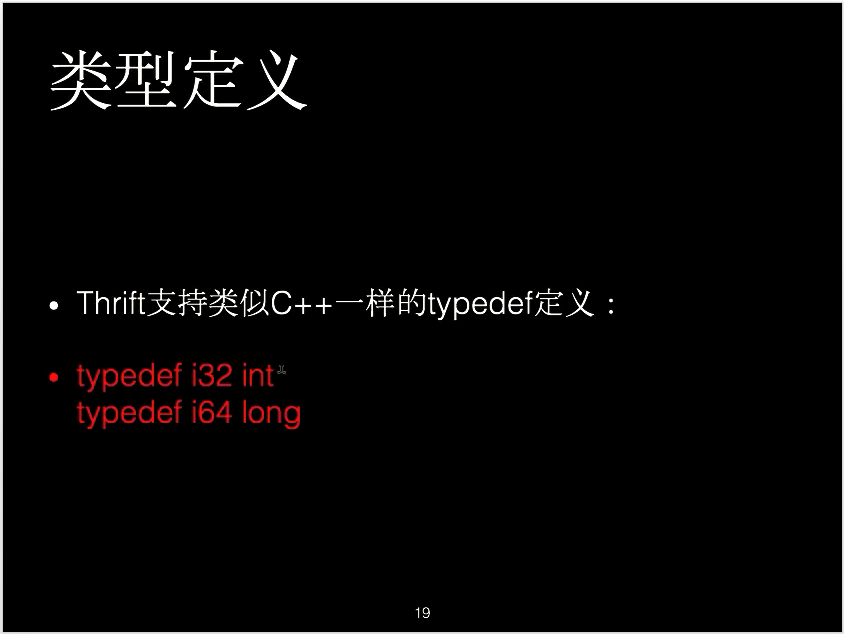 类型定义
• Thrift支持类似C++一样的typedef定义：
• typedef i32 int
typedef i64 long
19